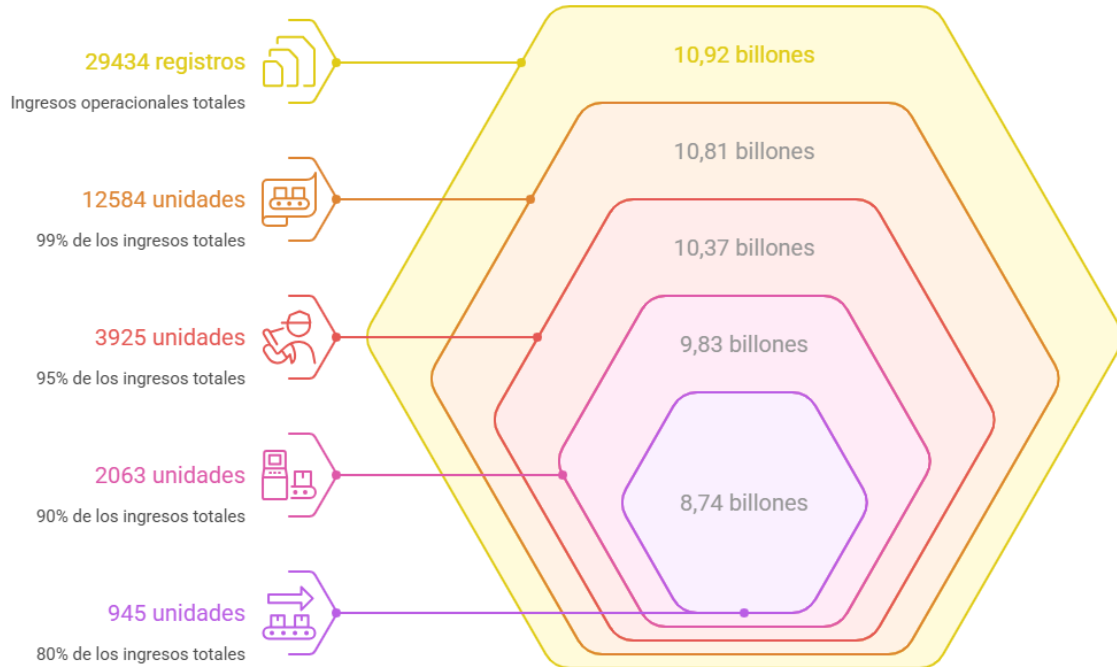 29434 registros
Ingresos operacionales totales
10,92 billones
12584 unidades
99% de los ingresos totales
10,81 billones
3925 unidades
95% de los ingresos totales
10,37 billones
2063 unidades
90% de los ingresos totales
9,83 billones
945 unidades
80% de los ingresos totales
8,74 billones